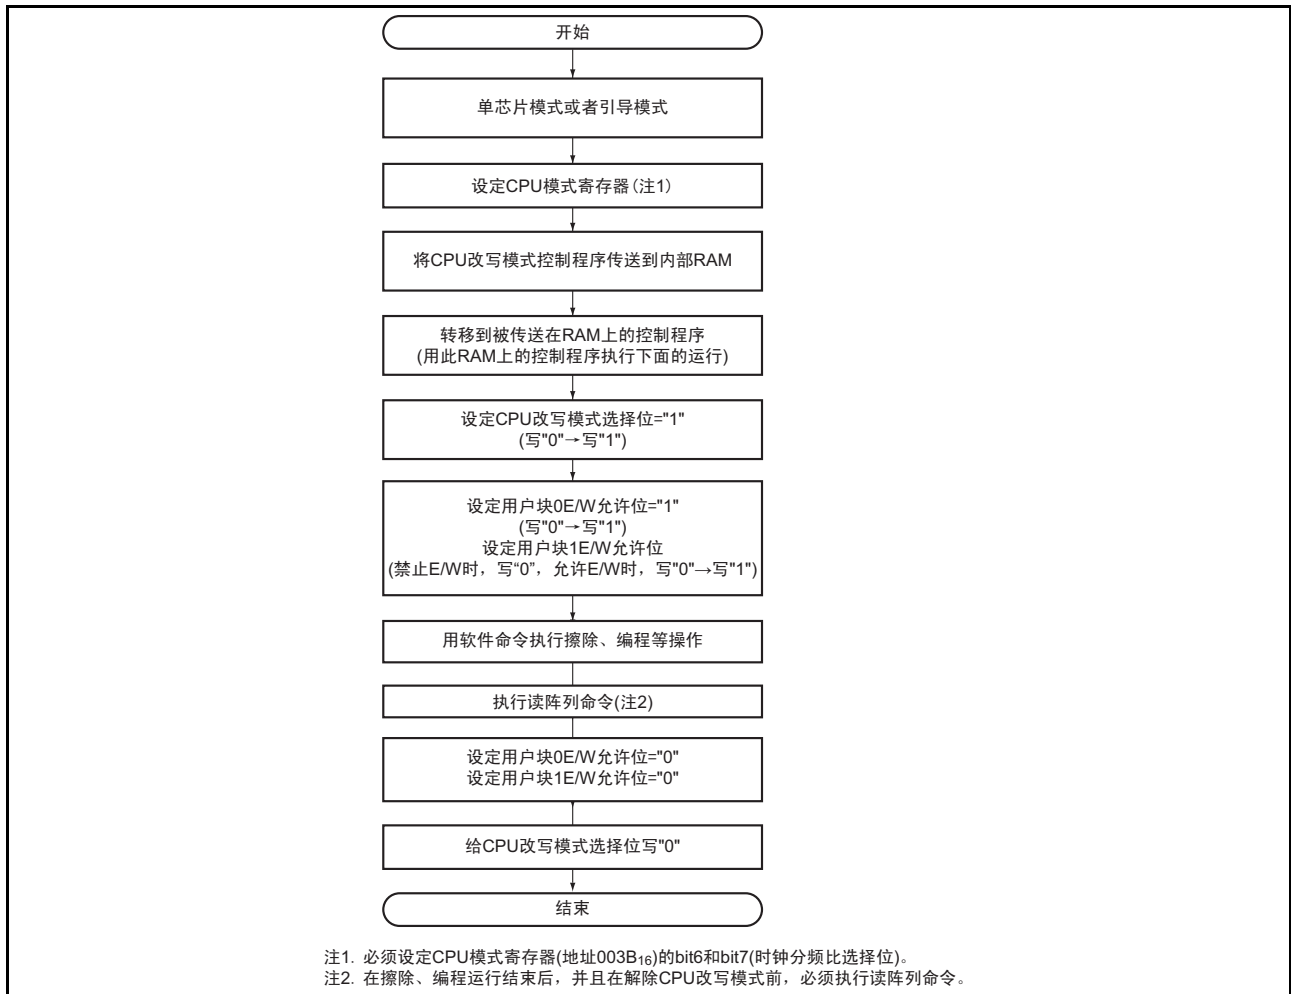 开始
单芯片模式或者引导模式
设定CPU模式寄存器(注1)
将CPU改写模式控制程序传送到内部RAM
转移到被传送在RAM上的控制程序
(用此RAM上的控制程序执行下面的运行)
设定CPU改写模式选择位="1"
(写"0"→写"1")
设定用户块0E/W允许位="1"
(写"0"→写"1")
设定用户块1E/W允许位
(禁止E/W时，写“0”，允许E/W时，写"0"→写"1")
用软件命令执行擦除、编程等操作
执行读阵列命令(注2)
设定用户块0E/W允许位="0"
设定用户块1E/W允许位="0"
给CPU改写模式选择位写"0"
结束
注1. 必须设定CPU模式寄存器(地址003B₁₆)的bit6和bit7(时钟分频比选择位)。
注2. 在擦除、编程运行结束后，并且在解除CPU改写模式前，必须执行读阵列命令。